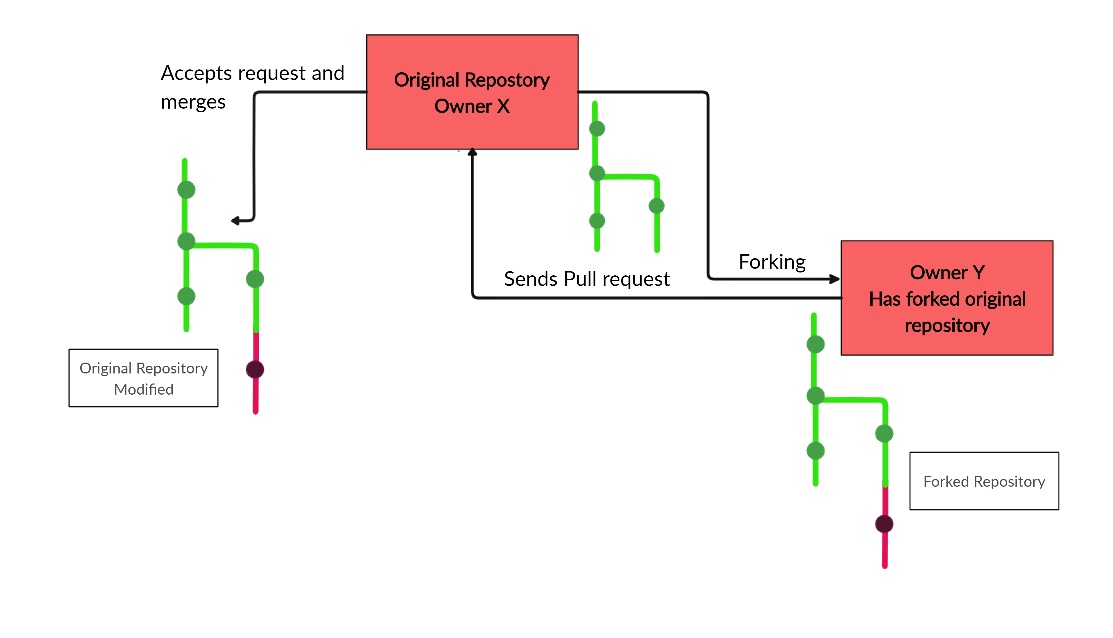 Accepts request and
merges
Original Repostory
Owner X
Sends Pull request
Forking
Owner Y
Has forked original
repository
Original Repository
Modified
Forked Repository